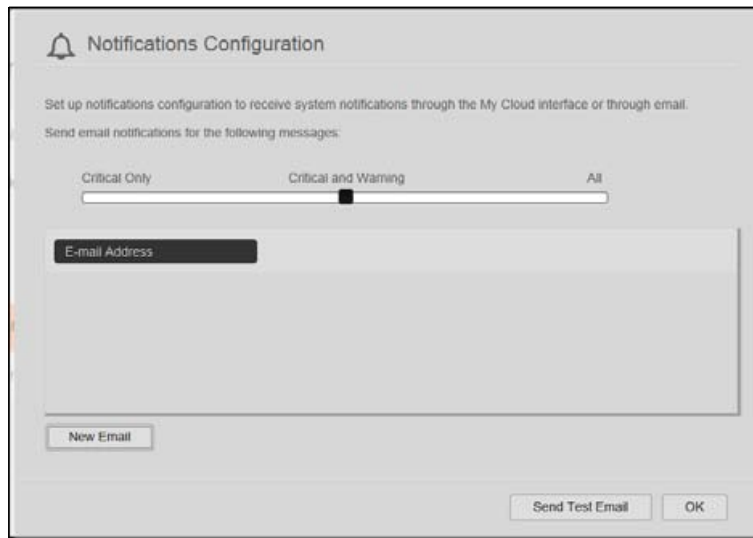 Notifications Configuration
Set up notifications configuration to receive system notifications through the My Cloud interface or through email.
Send email notifications for the following messages:
Critical Only Critical and Warning All
E-mail Address
New Email
Send Test Email OK